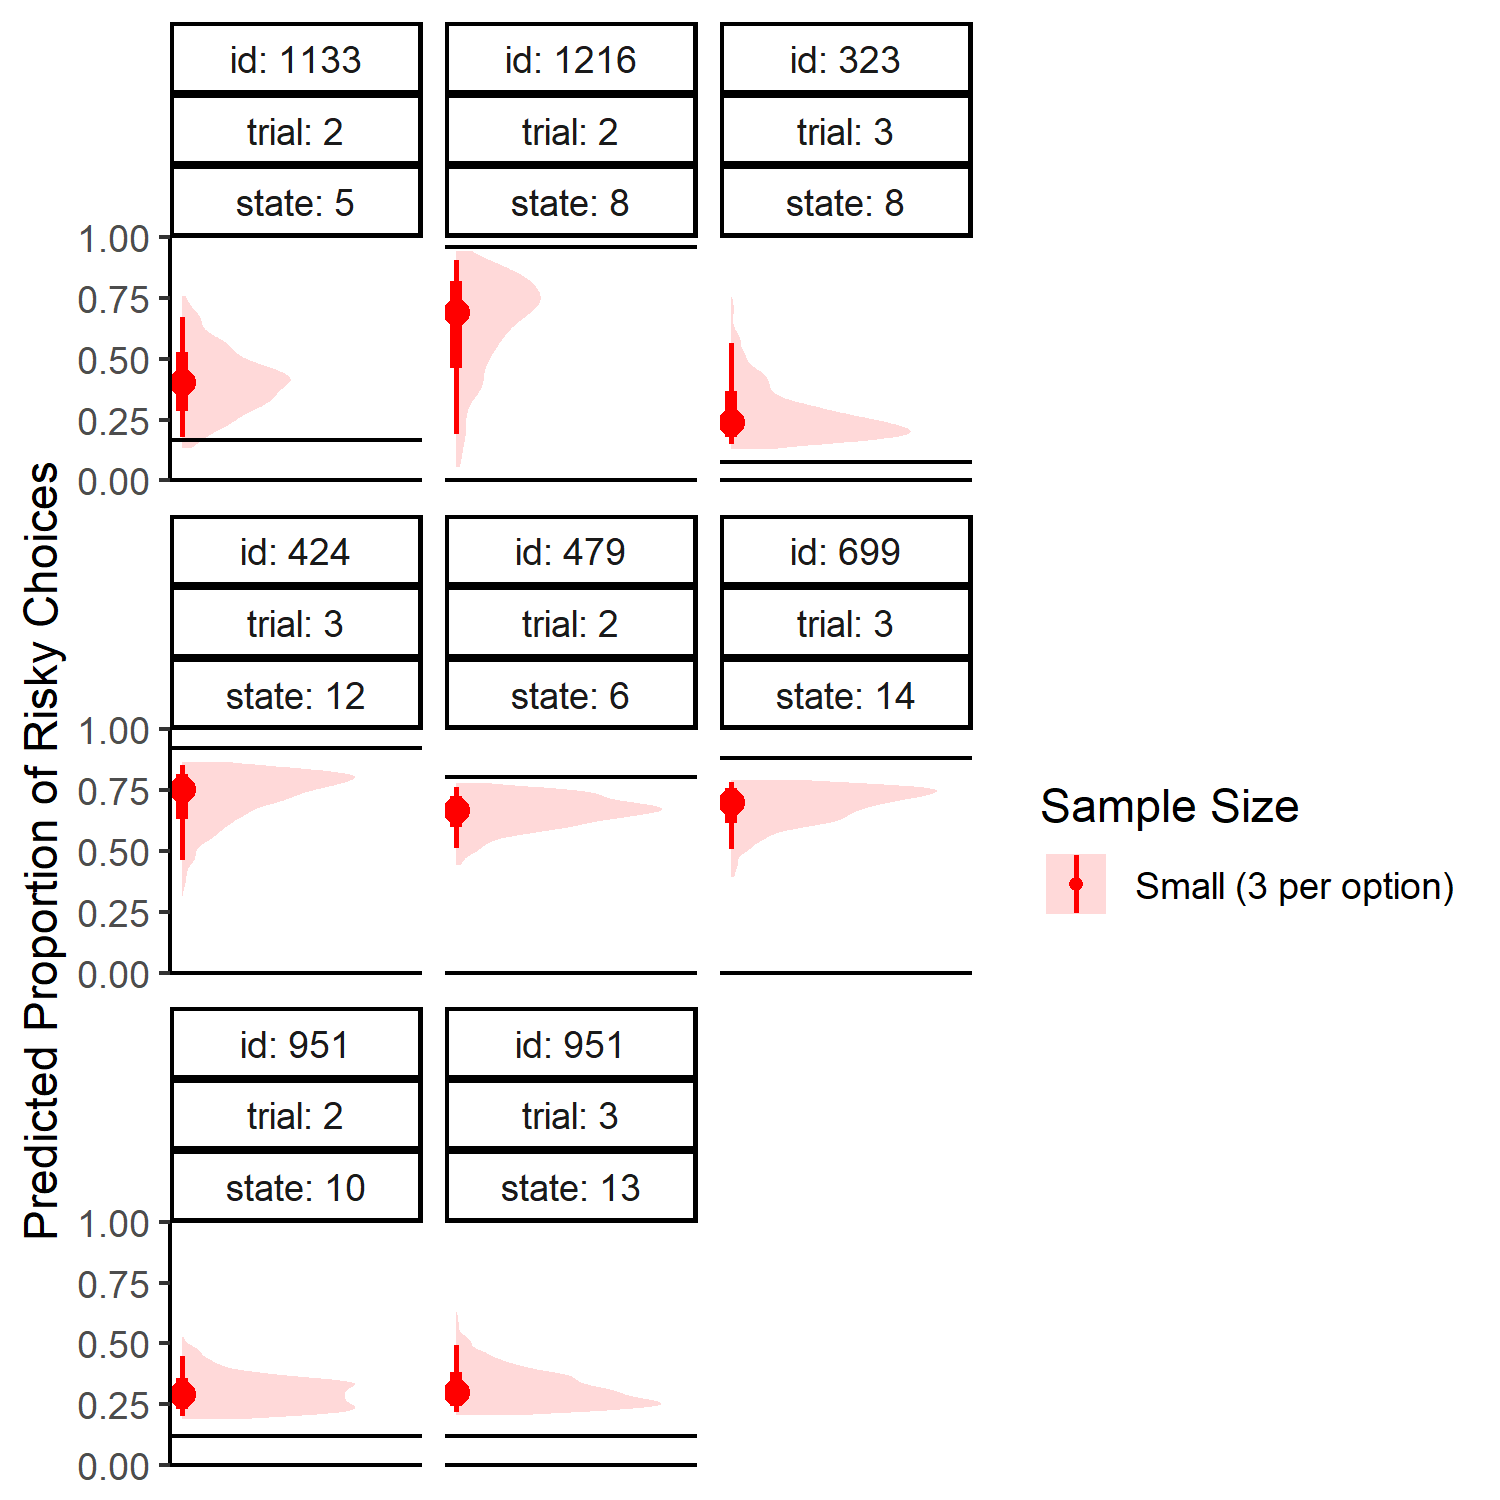 id: 1133
id: 1216
id: 323
trial: 2
trial: 2
trial: 3
state: 5
state: 8
state: 8
1.00
0.75
0.50
0.25
0.00
id: 424
id: 479
id: 699
trial: 3
trial: 2
trial: 3
state: 12
state: 6
state: 14
1.00
0.75
0.50
0.25
0.00
id: 951
id: 951
trial: 2
trial: 3
state: 10
state: 13
1.00
0.75
0.50
0.25
0.00
Predicted Proportion of Risky Choices
Sample Size
Small (3 per option)